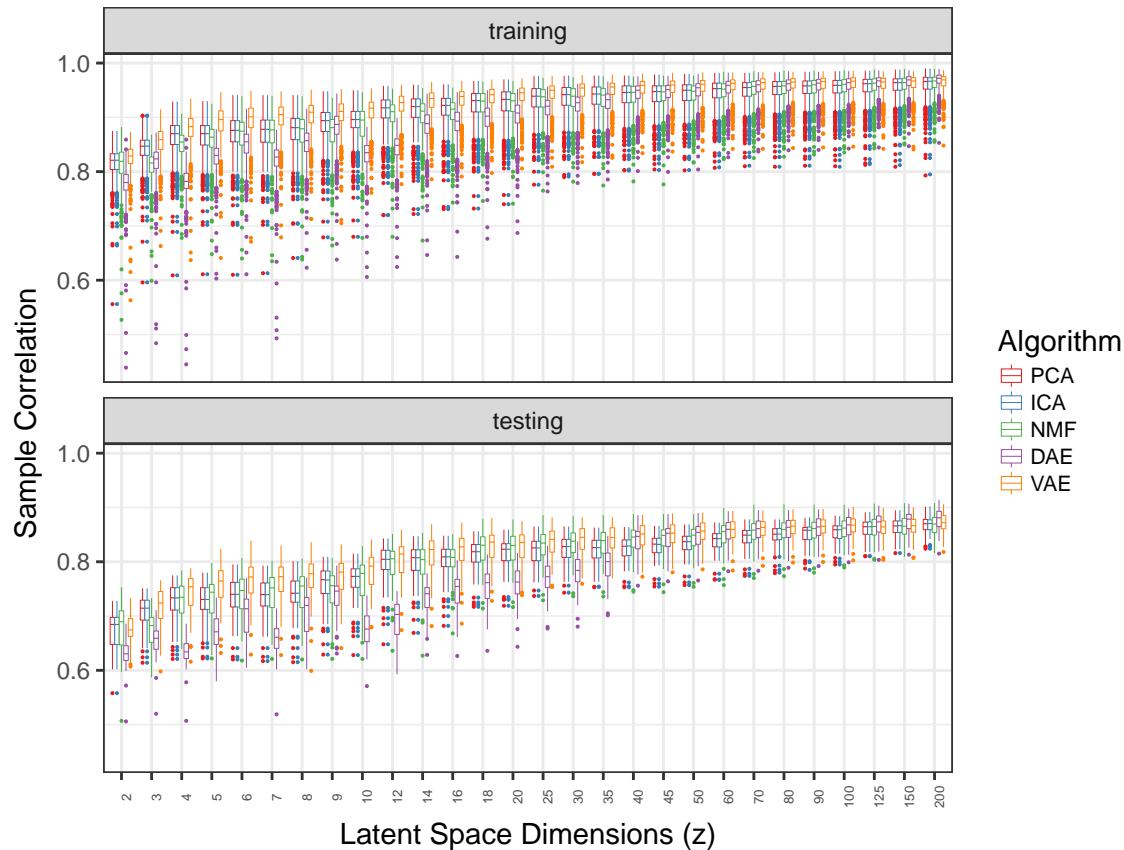 training
1.0
0.8
0.6
Sample Correlation
testing
1.0
0.8
0.6
2 3 4 5 6 7 8 9 10 12 14 16 18 20 25 30 35 40 45 50 60 70 80 90 100 125 150 200
Latent Space Dimensions (z)
Algorithm
PCA
ICA
NMF
DAE
VAE